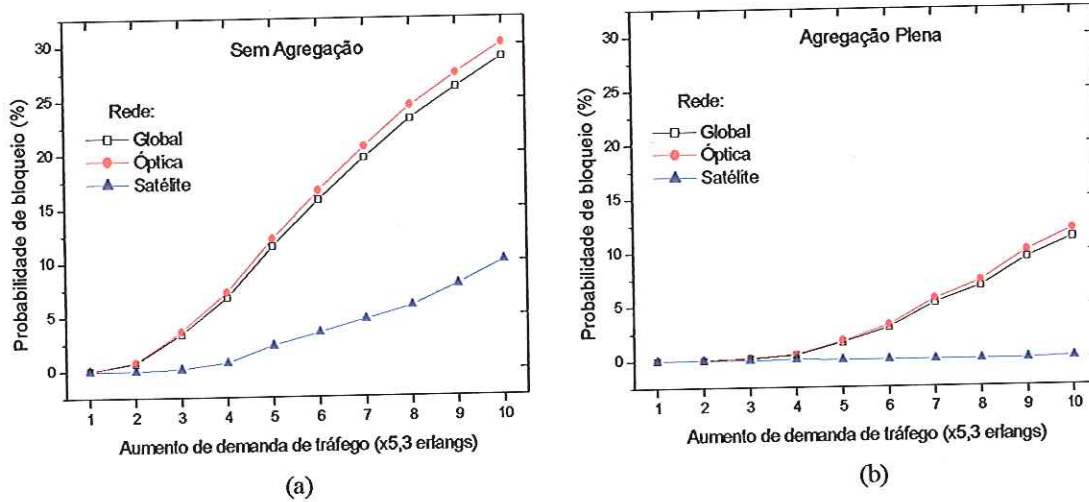 Sem Agregação
Probabilidade de bloqueio (%)
30
25
20
15
10
5
0
Rede:
Global
Óptica
Satélite
1 2 3 4 5 6 7 8 9 10
Aumento de demanda de tráfego (x5,3 erlangs)
(a)
Agregação Plena
Probabilidade de bloqueio (%)
30
25
20
15
10
5
0
Rede:
Global
Óptica
Satélite
1 2 3 4 5 6 7 8 9 10
Aumento de demanda de tráfego (x5,3 erlangs)
(b)